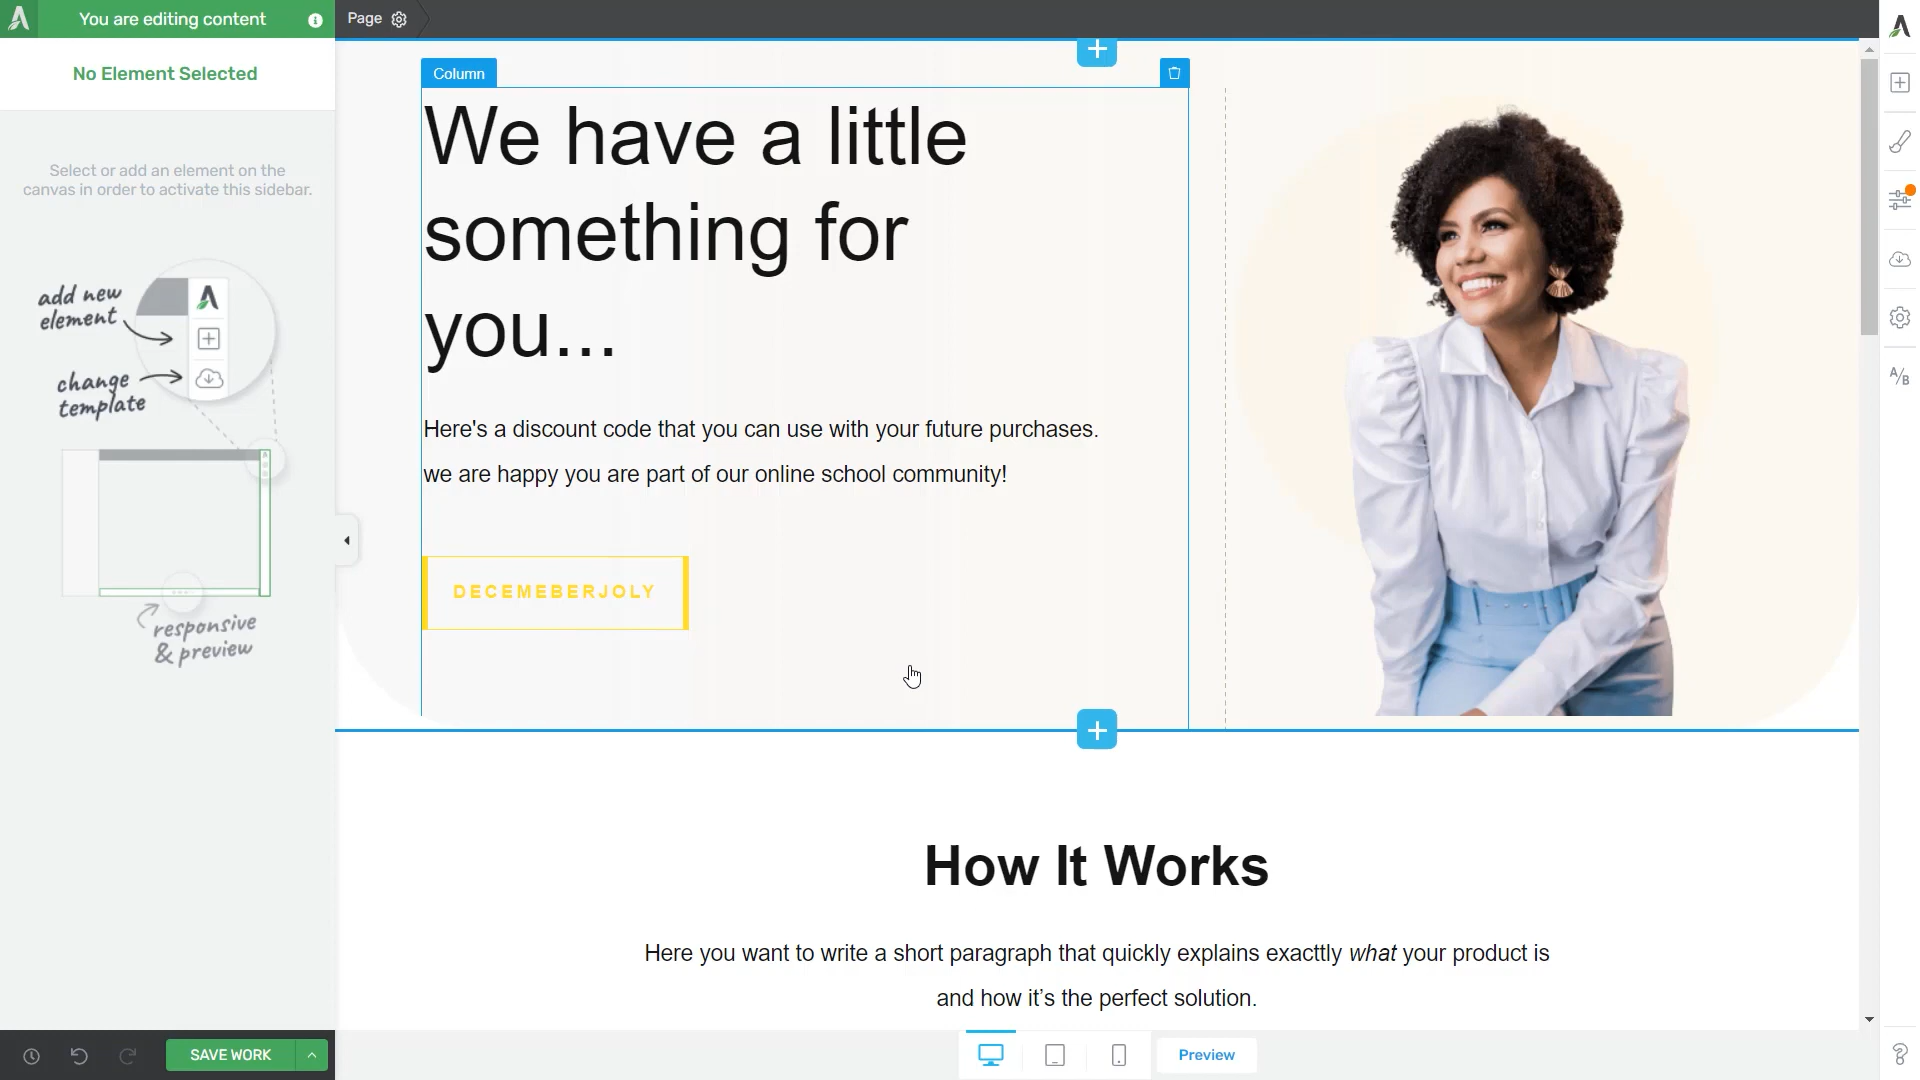 You are editing content
Page
No Element Selected
Column
We have a little
something for
you...
Select or add an element on the
canvas in order to activate this sidebar.
add new
element
change
template
responsive
& preview
Here's a discount code that you can use with your future purchases.
we are happy you are part of our online school community!
DECEMEBERJOLY
How It Works
Here you want to write a short paragraph that quickly explains exacttly what your product is
and how it’s the perfect solution.
SAVE WORK
Preview
A/B